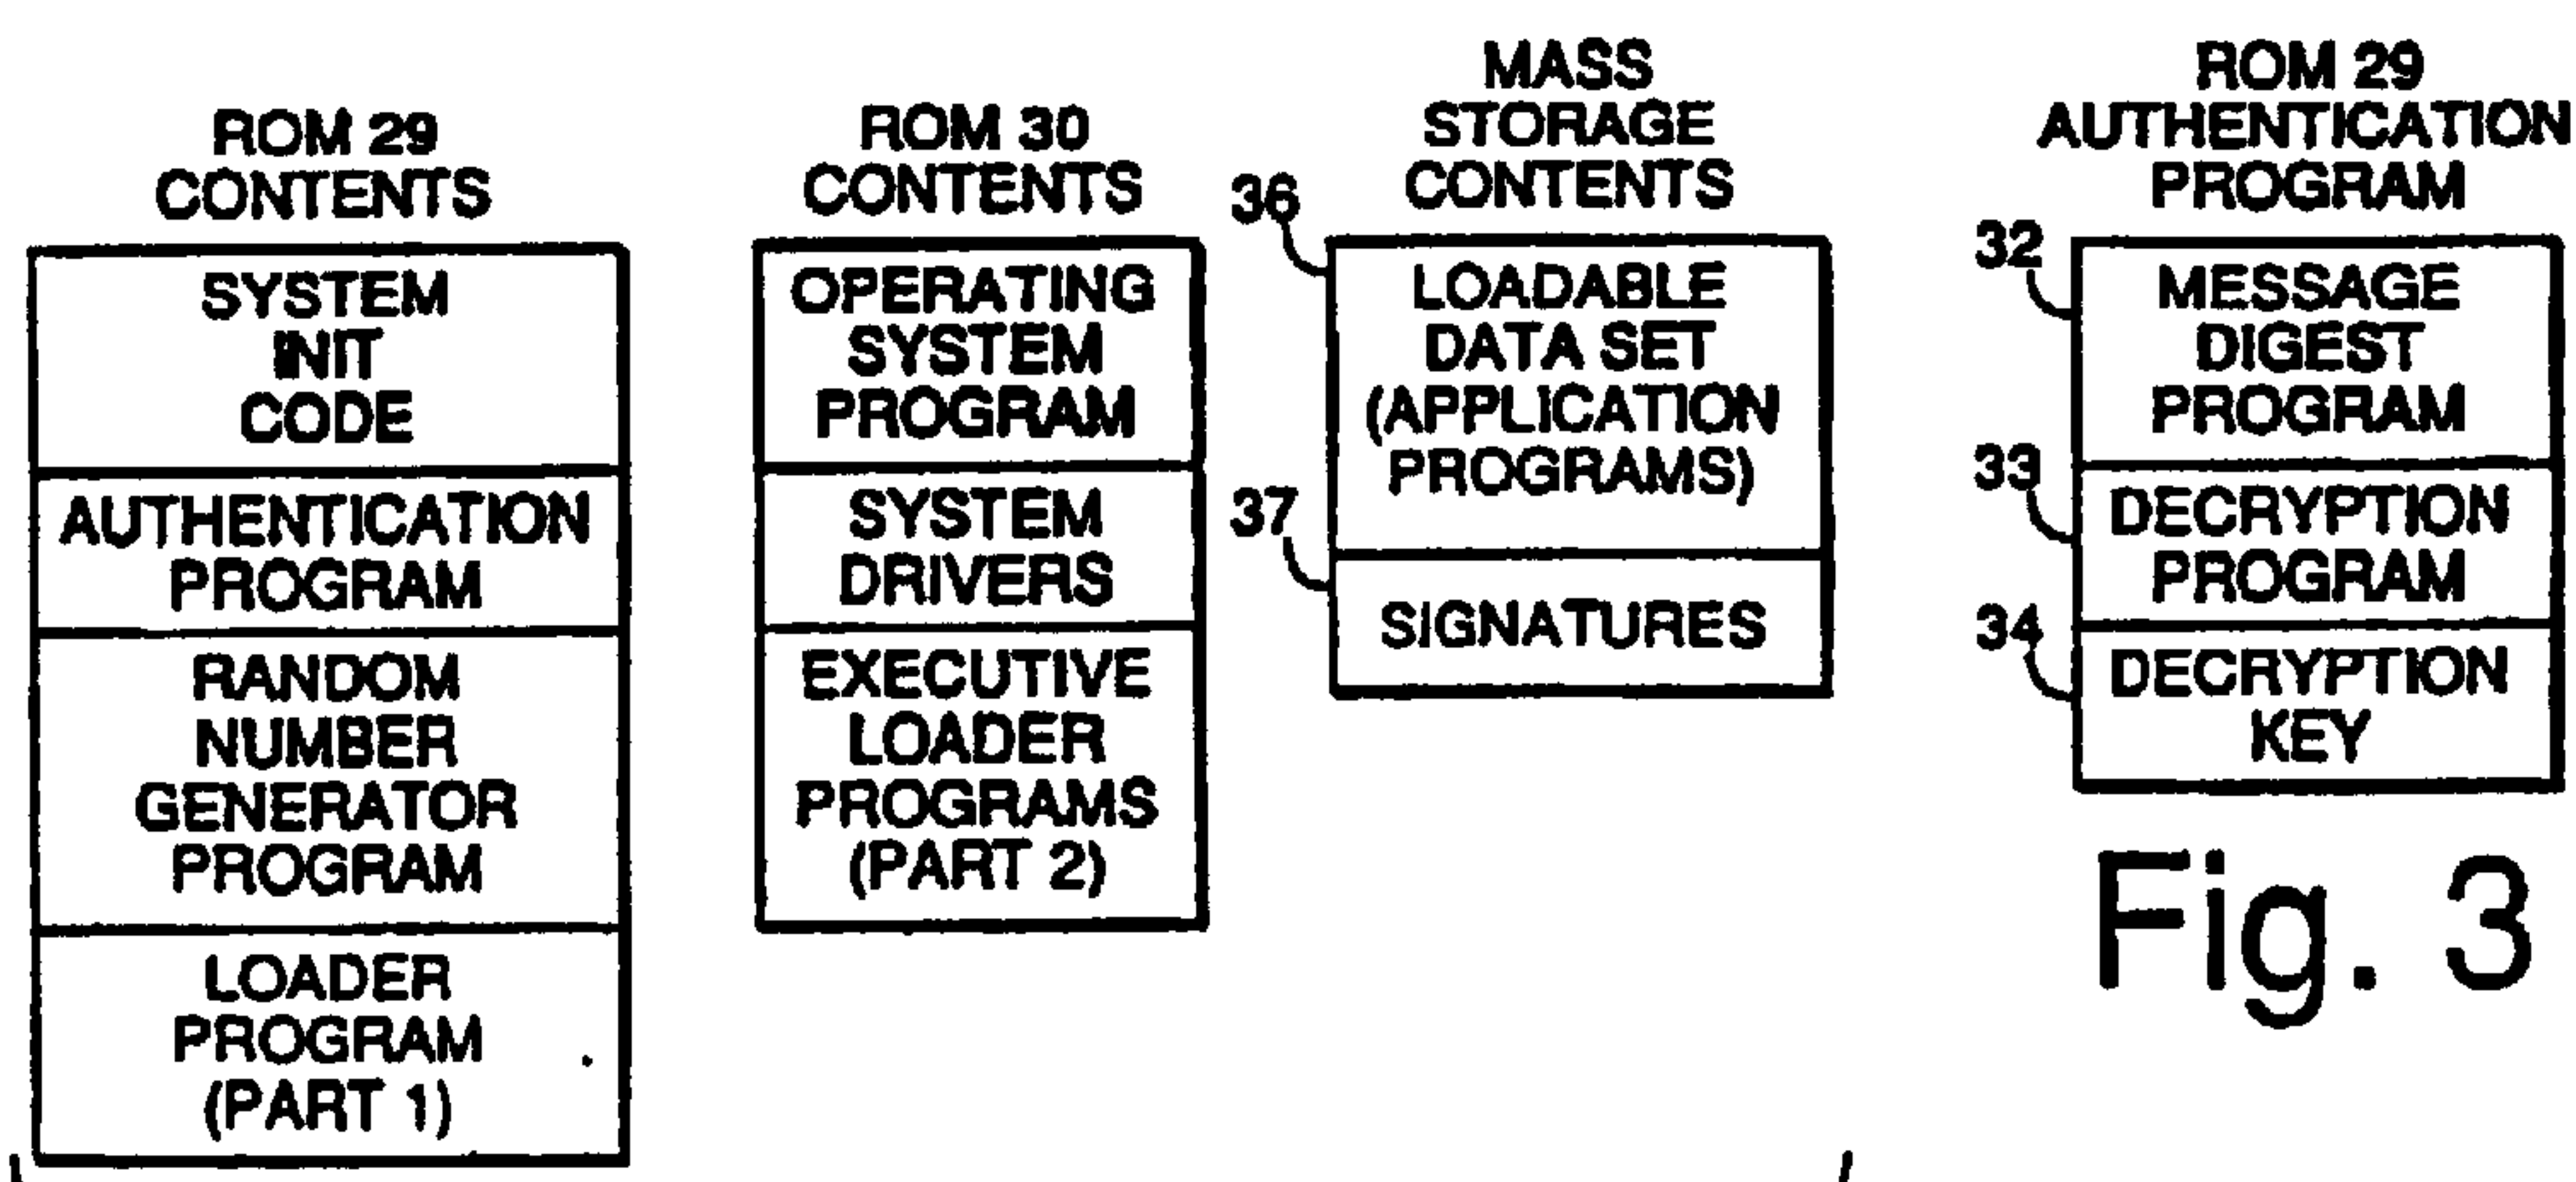 ROM 29
CONTENTS
SYSTEM
INIT
CODE
AUTHENTICATION
PROGRAM
RANDOM
NUMBER
GENERATOR
PROGRAM
LOADER
PROGRAM
(PART 1)
ROM 30
CONTENTS
OPERATING
SYSTEM
PROGRAM
SYSTEM
DRIVERS
EXECUTIVE
LOADER
PROGRAMS
(PART 2)
MASS
STORAGE
CONTENTS
36
LOADABLE
DATA SET
(APPLICATION
PROGRAMS)
37
SIGNATURES
ROM 29
AUTHENTICATION
PROGRAM
32
MESSAGE
DIGEST
PROGRAM
33
DECRYPTION
PROGRAM
34
DECRYPTION
KEY
Fig. 3